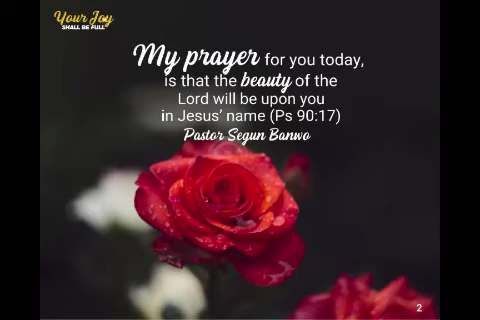 Your Joy
SHALL BE FULL
My prayer for you today,
is that the beauty of the
Lord will be upon you
in Jesus' name (Ps 90:17)
Pastor Segun Banwo
2